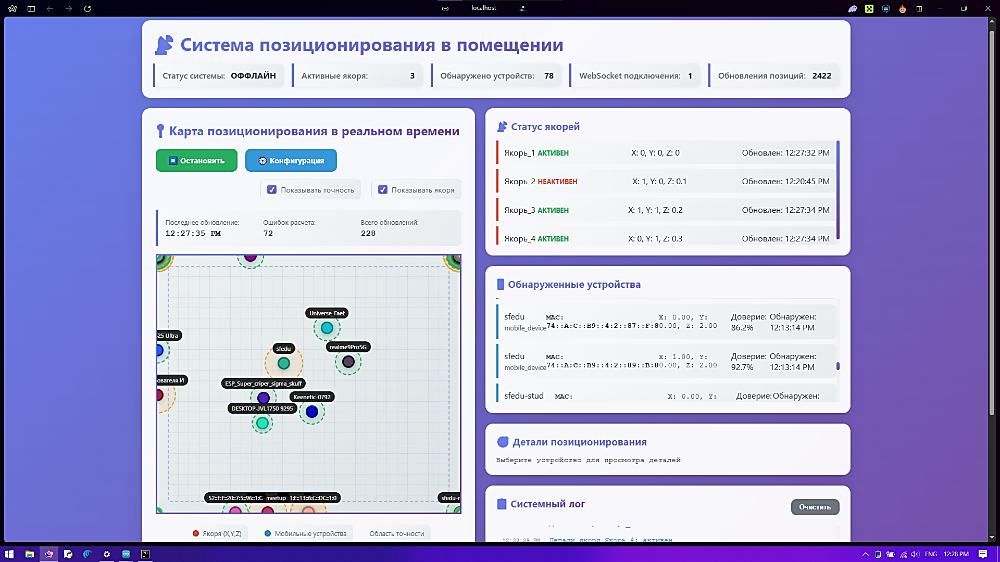 localhost
Система позиционирования в помещении
Статус системы: ОФФЛАЙН
Активные якоря: 3
Обнаружено устройств: 78
WebSocket подключения: 1
Обновления позиций: 2422
Карта позиционирования в реальном времени
Остановить
Конфигурация
Показывать точность
Показывать якоря
Последнее обновление: Ошибок расчета: Всего обновлений:
12:27:35 PM 72 228
Universe_Faet
25 Ultra
realme9Pro5G
sfedu
ователя И
ESP_Super_criper_sigma_skuff
Keenetic-0792
DESKTOP-JVL1750 9295
52::F:F::20::7:5::96::1:C meetup 1:E::13::6:C::DC::1:0
Якоря (X,Y,Z) Мобильные устройства Область точности
Статус якорей
Якорь_1 АКТИВЕН X: 0, Y: 0, Z: 0 Обновлен: 12:27:32 PM
Якорь_2 НЕАКТИВЕН X: 1, Y: 0, Z: 0.1 Обновлен: 12:20:45 PM
Якорь_3 АКТИВЕН X: 1, Y: 1, Z: 0.2 Обновлен: 12:27:34 PM
Якорь_4 АКТИВЕН X: 0, Y: 1, Z: 0.3 Обновлен: 12:27:34 PM
Обнаруженные устройства
sfedu MAC: X: 0.00, Y: Доверие: Обнаружен:
mobile_device 74::A:C::B9::4:2::87::F:8 0.00, Z: 2.00 86.2% 12:13:14 PM
sfedu MAC: X: 1.00, Y: Доверие: Обнаружен:
mobile_device 74::A:C::B9::4:2::89::B:8 0.00, Z: 2.00 92.7% 12:13:14 PM
sfedu-stud MAC: X: 0.00, Y: Доверие: Обнаружен:
Детали позиционирования
Выберите устройство для просмотра деталей
Системный лог
Очистить
12:22:29 PM Детали якоря Якорь_4: активен
ENG 12:28 PM